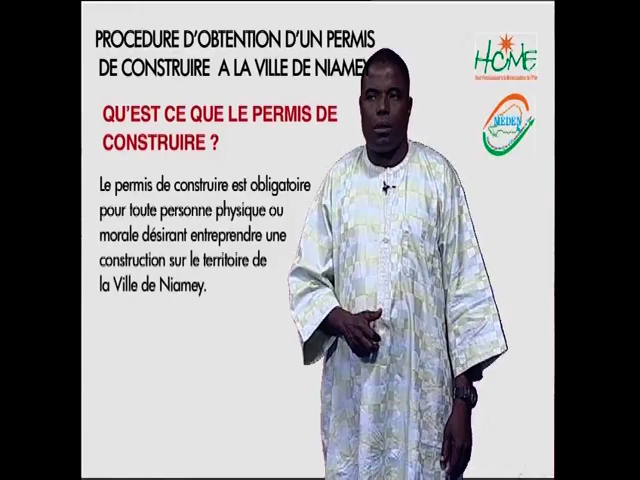 PROCEDURE D'OBTENTION D'UN PERMIS
DE CONSTRUIRE A LA VILLE DE NIAMEY
QU'EST CE QUE LE PERMIS DE
CONSTRUIRE ?
Le permis de construire est obligatoire
pour toute personne physique ou
morale désirant entreprendre une
construction sur le territoire de
la Ville de Niamey.
HCME
MEDEN